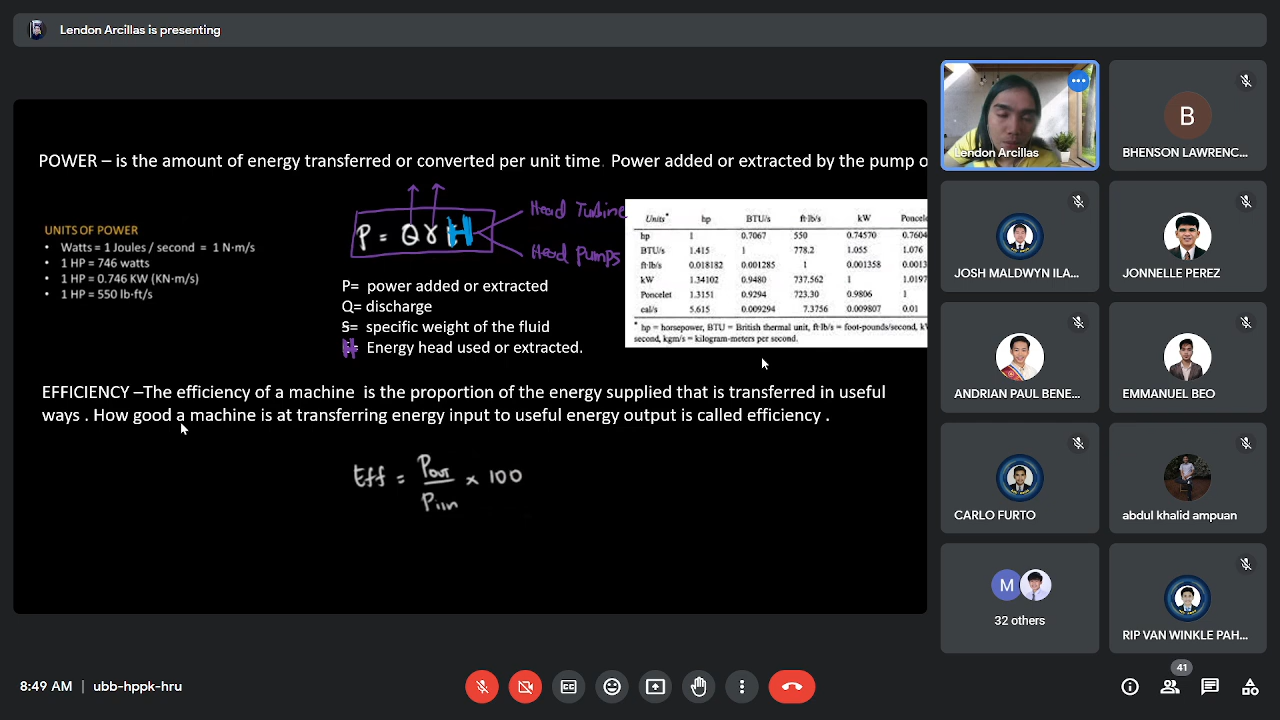 Lendon Arcillas is presenting
POWER – is the amount of energy transferred or converted per unit time. Power added or extracted by the pump o
UNITS OF POWER
• Watts = 1 Joules / second = 1 N·m/s
• 1 HP = 746 watts
• 1 HP = 0.746 KW (KN·m/s)
• 1 HP = 550 lb·ft/s
P = Qγ H
Head Turbine
Head Pumps
P= power added or extracted
Q= discharge
S= specific weight of the fluid
H= Energy head used or extracted.
Units* hp BTU/s ft·lb/s kW Poncele
hp 1 0.7067 550 0.74570 0.7604
BTU/s 1.415 1 778.2 1.055 1.076
ft·lb/s 0.018182 0.001285 1 0.001358 0.0013
kW 1.34102 0.9480 737.562 1 1.0197
Poncelet 1.3151 0.9294 723.30 0.9806 1
cal/s 5.615 0.009294 7.3756 0.009807 0.01
* hp = horsepower, BTU = British thermal unit, ft·lb/s = foot-pounds/second, kW
second, kgm/s = kilogram-meters per second.
EFFICIENCY –The efficiency of a machine is the proportion of the energy supplied that is transferred in useful
ways . How good a machine is at transferring energy input to useful energy output is called efficiency .
Eff = Pout / Pin × 100
Lendon Arcillas
B
BHENSON LAWRENC...
JOSH MALDWYN ILA...
JONNELLE PEREZ
ANDRIAN PAUL BENE...
EMMANUEL BEO
CARLO FURTO
abdul khalid ampuan
M
32 others
RIP VAN WINKLE PAH...
8:49 AM | ubb-hppk-hru
41